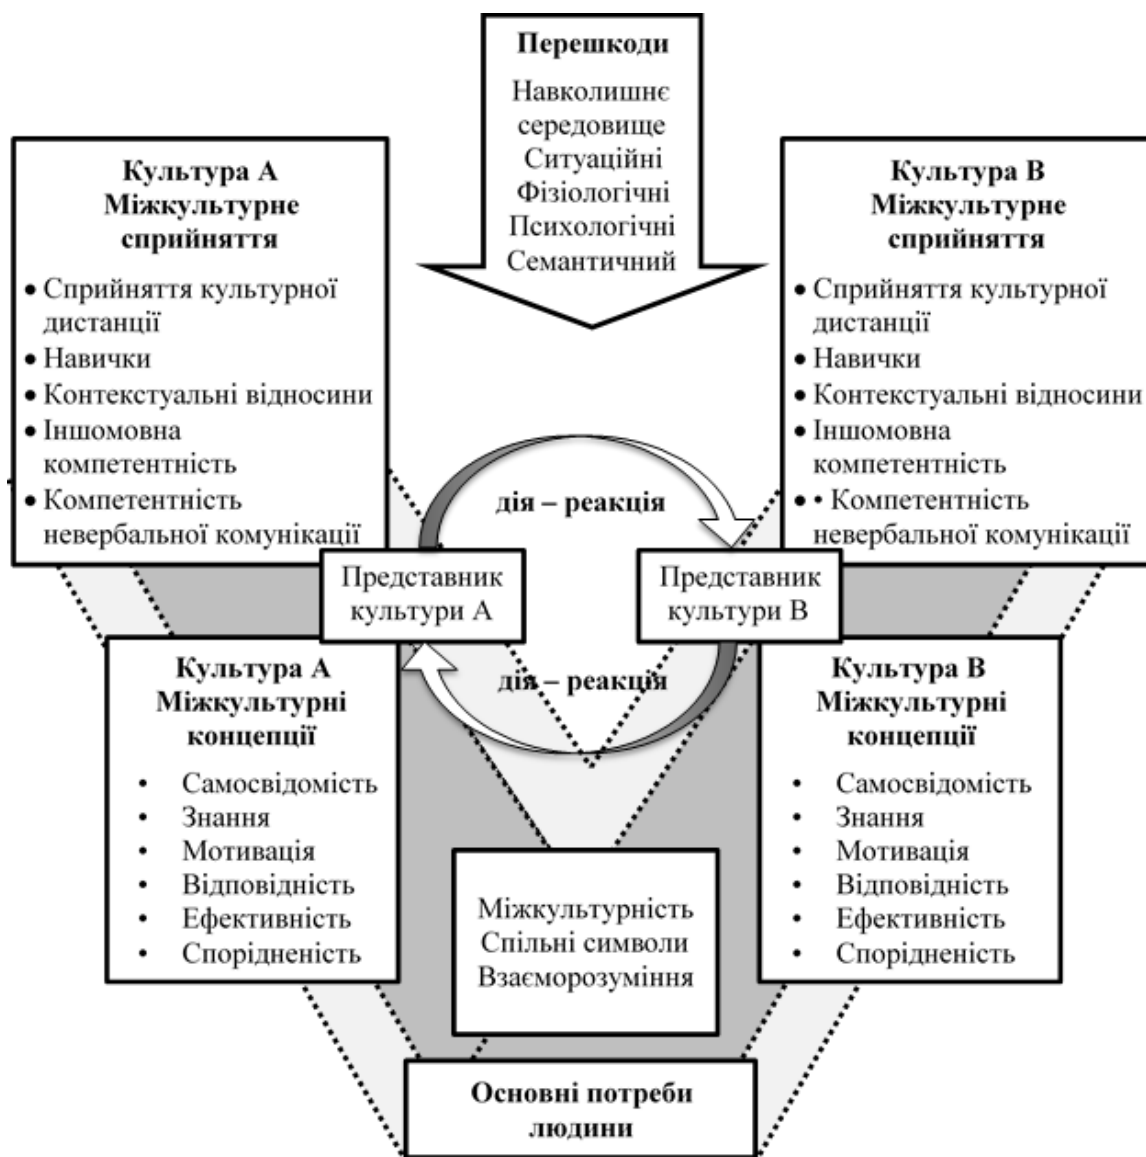 Перешкоди
Навколишнє
середовище
Ситуаційні
Фізіологічні
Психологічні
Семантичний
Культура А
Міжкультурне
сприйняття
• Сприйняття культурної
дистанції
• Навички
• Контекстуальні відносини
• Іншомовна
компетентність
• Компетентність
невербальної комунікації
Культура В
Міжкультурне
сприйняття
• Сприйняття культурної
дистанції
• Навички
• Контекстуальні відносини
• Іншомовна
компетентність
• • Компетентність
невербальної комунікації
дія – реакція
Представник
культури А
Представник
культури В
дія – реакція
Культура А
Міжкультурні
концепції
• Самосвідомість
• Знання
• Мотивація
• Відповідність
• Ефективність
• Спорідненість
Культура В
Міжкультурні
концепції
• Самосвідомість
• Знання
• Мотивація
• Відповідність
• Ефективність
• Спорідненість
Міжкультурність
Спільні символи
Взаєморозуміння
Основні потреби
людини